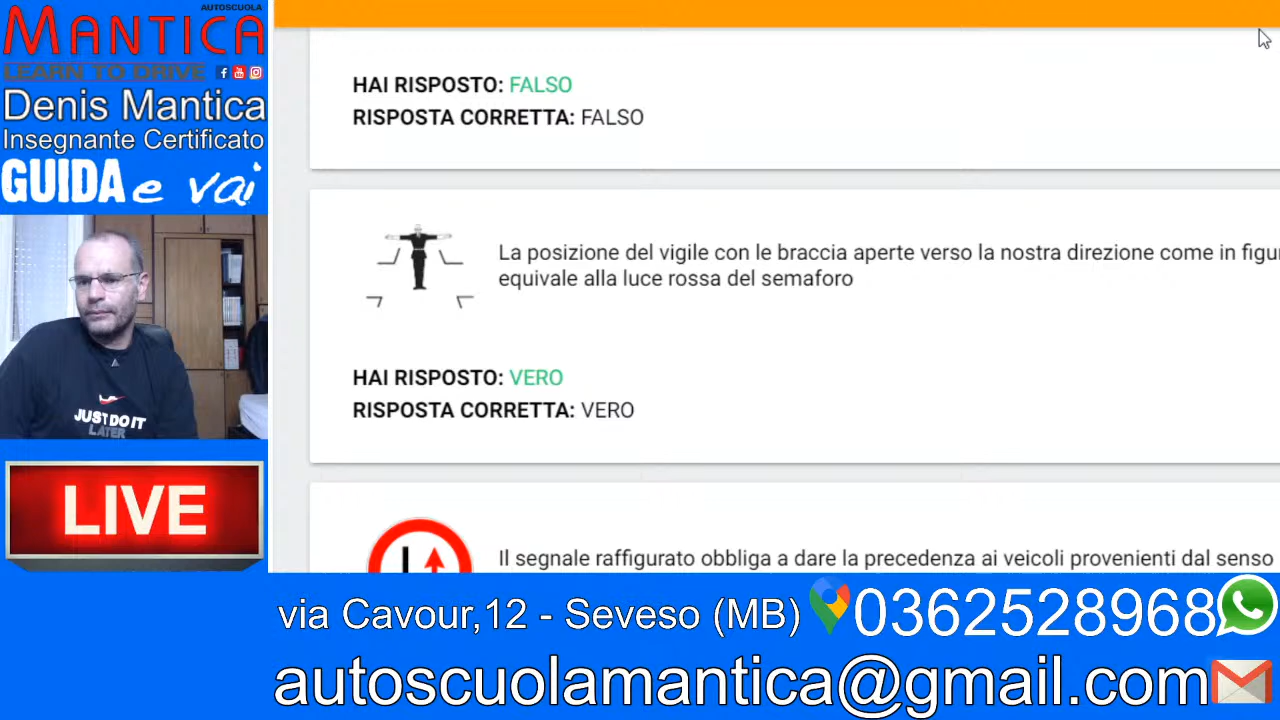 AUTOSCUOLA
MANTICA
LEARN TO DRIVE
Denis Mantica
Insegnante Certificato
GUIDA e vai
JUST DO IT
LATER
LIVE
HAI RISPOSTO: FALSO
RISPOSTA CORRETTA: FALSO
La posizione del vigile con le braccia aperte verso la nostra direzione come in figu
equivale alla luce rossa del semaforo
HAI RISPOSTO: VERO
RISPOSTA CORRETTA: VERO
Il segnale raffigurato obbliga a dare la precedenza ai veicoli provenienti dal senso
via Cavour,12 - Seveso (MB) 0362528968
autoscuolamantica@gmail.com